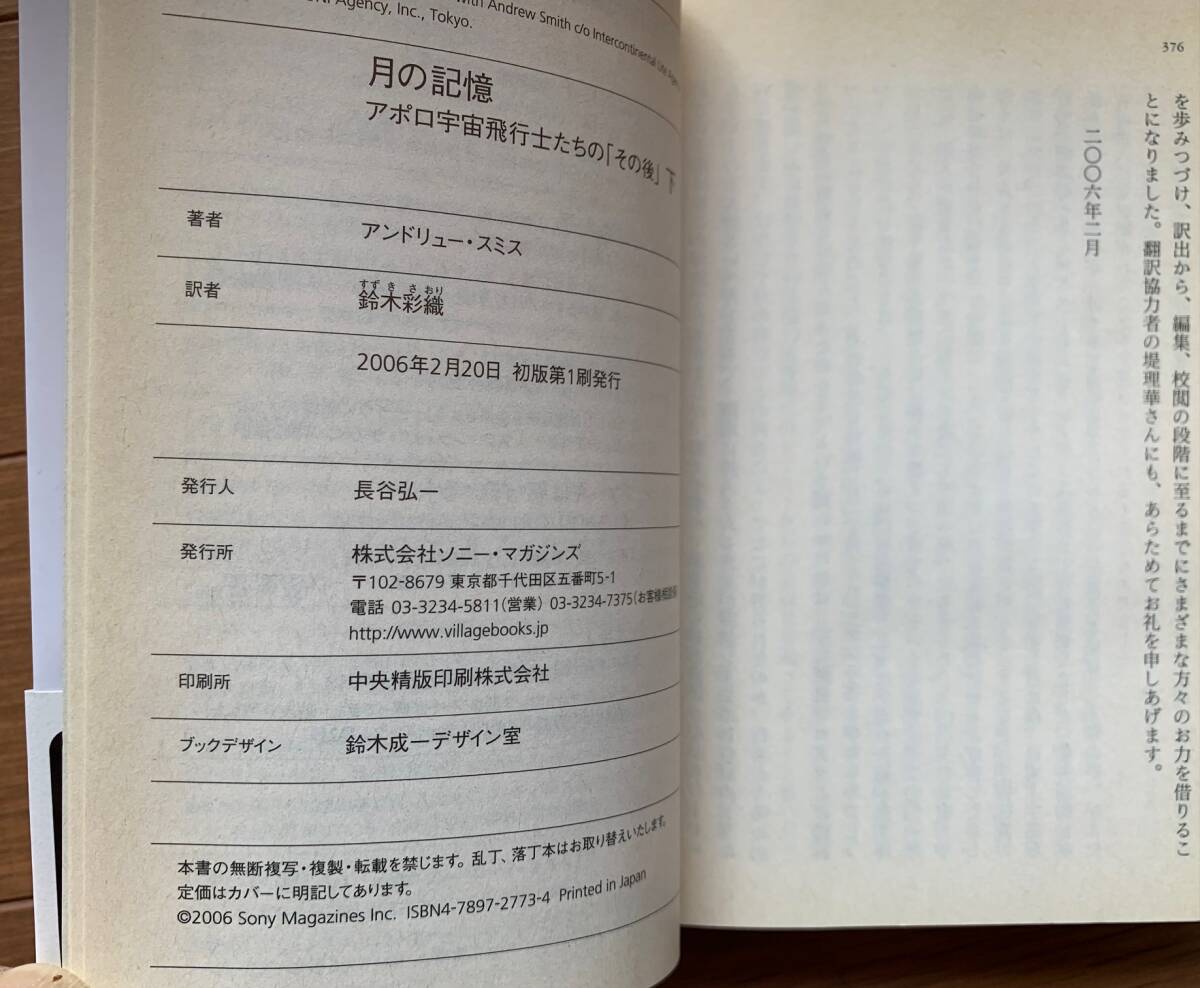 with Andrew Smith c/o Intercontinental
Agency, Inc., Tokyo.
月の記憶
アポロ宇宙飛行士たちの「その後」下
著者
アンドリュー・スミス
訳者
すずきさおり
鈴木彩織
2006年2月20日 初版第1刷発行
発行人
長谷弘一
発行所
株式会社ソニー・マガジンズ
〒102-8679 東京都千代田区五番町5-1
電話 03-3234-5811(営業) 03-3234-7375(お客様相談係
http://www.villagebooks.jp
印刷所
中央精版印刷株式会社
ブックデザイン
鈴木成一デザイン室
本書の無断複写・複製・転載を禁じます。乱丁、落丁本はお取り替えいたします。
定価はカバーに明記してあります。
©2006 Sony Magazines Inc. ISBN4-7897-2773-4 Printed in Japan
376
を歩みつづけ、訳出から、編集、校閲の段階に至るまでにさまざまな方々のお力を借りるこ
とになりました。翻訳協力者の堤理華さんにも、あらためてお礼を申しあげます。
二〇〇六年二月